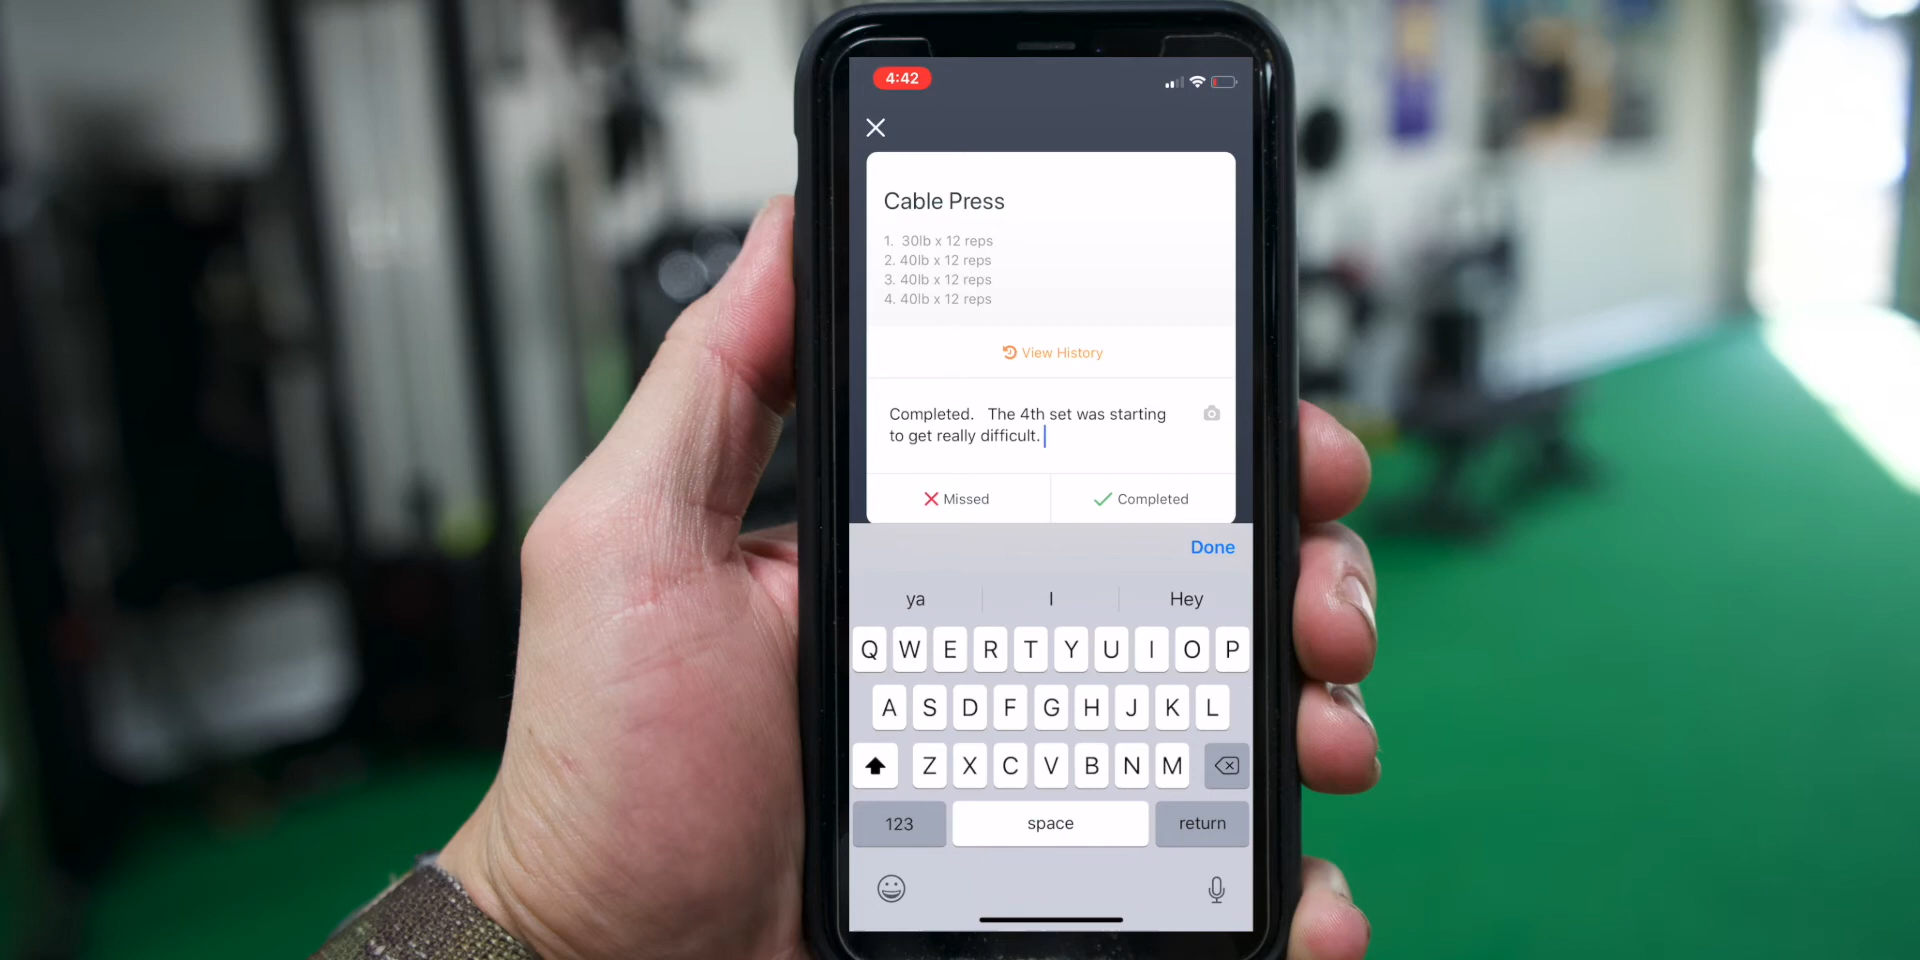 4:42
Cable Press
1. 30lb x 12 reps
2. 40lb x 12 reps
3. 40lb x 12 reps
4. 40lb x 12 reps
View History
Completed. The 4th set was starting
to get really difficult.
Missed
Completed
Done
ya I Hey
Q W E R T Y U I O P
A S D F G H J K L
Z X C V B N M
123 space return